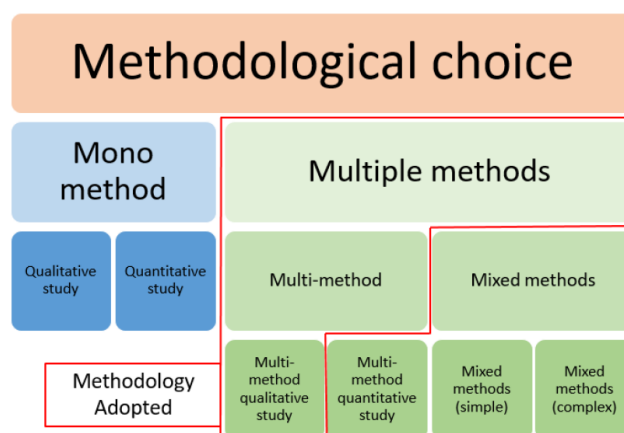 Methodological choice
Mono
method
Multiple methods
Qualitative
study
Quantitative
study
Multi-method
Mixed methods
Methodology
Adopted
Multi-
method
qualitative
study
Multi-
method
quantitative
study
Mixed
methods
(simple)
Mixed
methods
(complex)